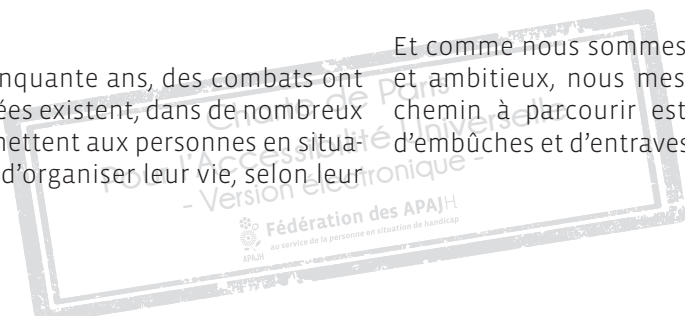 nquante ans, des combats ont
ées existent, dans de nombreux
mettent aux personnes en situa-
d’organiser leur vie, selon leur
Et comme nous sommes
et ambitieux, nous mes
chemin à parcourir est
d’embûches et d’entraves
Charte de Paris
Pour l’Accessibilité Universelle
- Version électronique -
Fédération des APAJH
au service de la personne en situation de handicap
APAJH